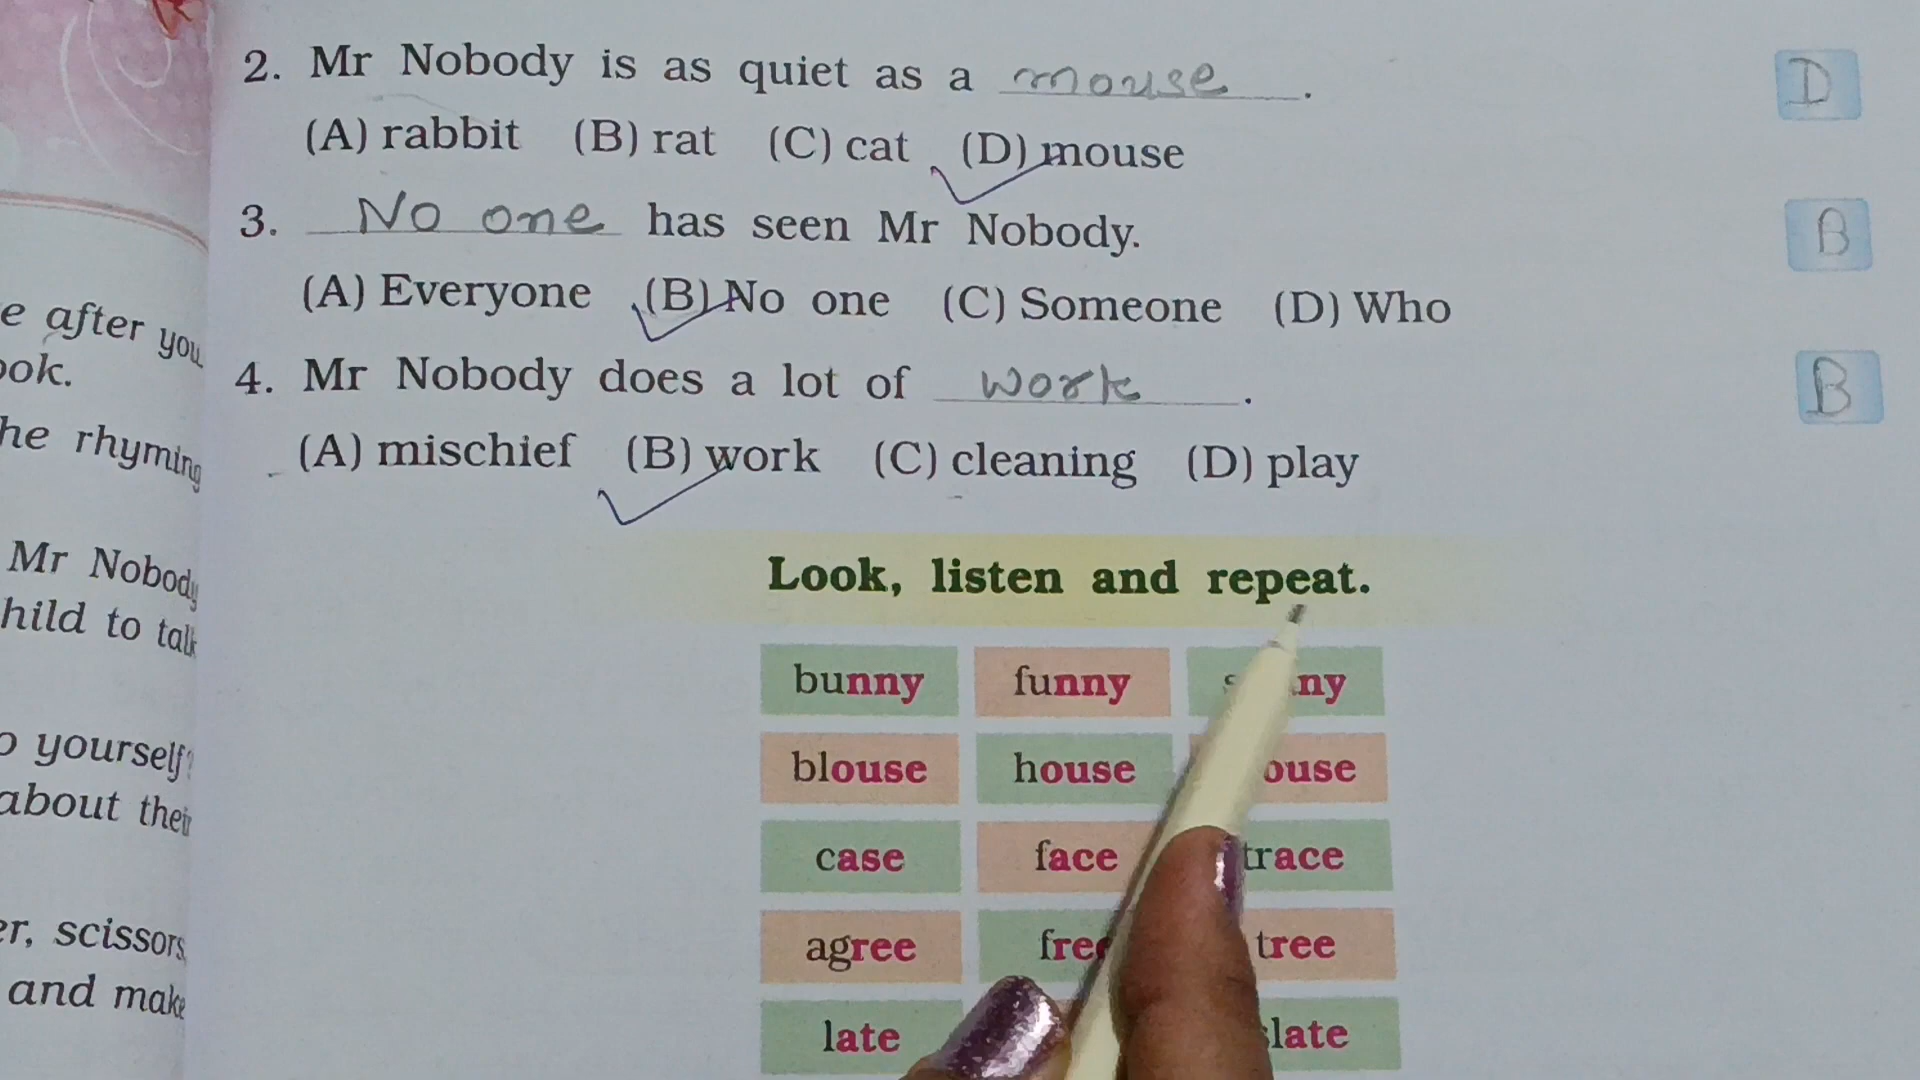 2. Mr Nobody is as quiet as a mouse. D
(A) rabbit (B) rat (C) cat (D) mouse
3. No one has seen Mr Nobody. B
(A) Everyone (B) No one (C) Someone (D) Who
4. Mr Nobody does a lot of work. B
(A) mischief (B) work (C) cleaning (D) play
e after you
ok.
he rhyming
Mr Nobody
hild to talk
o yourself?
about their
er, scissors,
and make
Look, listen and repeat.
bunny funny
blouse house ouse
case face trace
agree tree
late slate